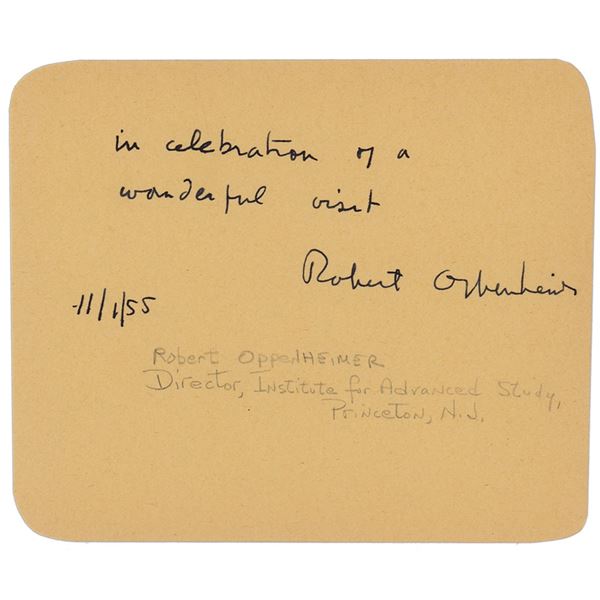 in celebration of a
wonderful visit
Robert Oppenheimer
11/1/55
Robert OPPENHEIMER
Director, Institute for Advanced Study,
Princeton, N.J.